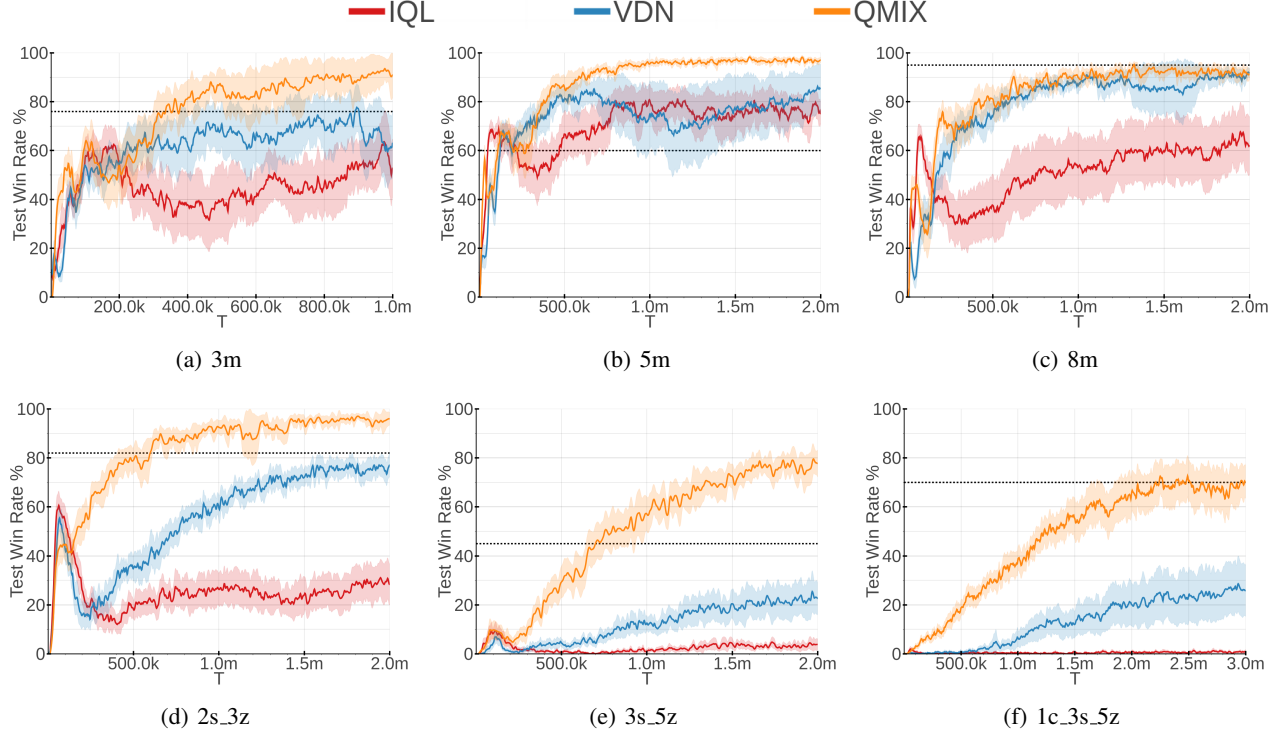 IQL VDN QMIX
100 100 100
80 80 80
60 60 60
40 40 40
20 20 20
0 0 0
Test Win Rate % Test Win Rate % Test Win Rate %
200.0k 400.0k 600.0k 800.0k 1.0m 500.0k 1.0m 1.5m 2.0m 500.0k 1.0m 1.5m 2.0m
T T T
(a) 3m (b) 5m (c) 8m
100 100 100
80 80 80
60 60 60
40 40 40
20 20 20
0 0 0
Test Win Rate % Test Win Rate % Test Win Rate %
500.0k 1.0m 1.5m 2.0m 500.0k 1.0m 1.5m 2.0m 500.0k 1.0m 1.5m 2.0m 2.5m 3.0m
T T T
(d) 2s_3z (e) 3s_5z (f) 1c_3s_5z